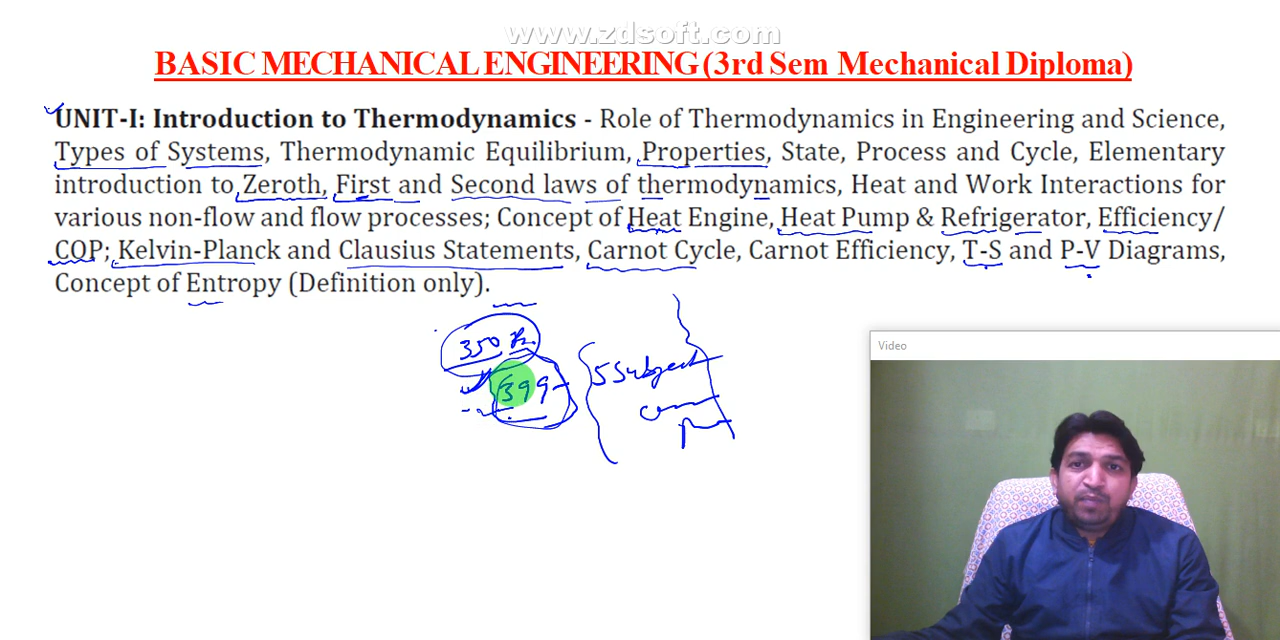 www.zdsoft.com
BASIC MECHANICAL ENGINEERING (3rd Sem Mechanical Diploma)
UNIT-I: Introduction to Thermodynamics - Role of Thermodynamics in Engineering and Science,
Types of Systems, Thermodynamic Equilibrium, Properties, State, Process and Cycle, Elementary
introduction to Zeroth, First and Second laws of thermodynamics, Heat and Work Interactions for
various non-flow and flow processes; Concept of Heat Engine, Heat Pump & Refrigerator, Efficiency/
COP; Kelvin-Planck and Clausius Statements, Carnot Cycle, Carnot Efficiency, T-S and P-V Diagrams,
Concept of Entropy (Definition only).
350
399 5 Subject
Video